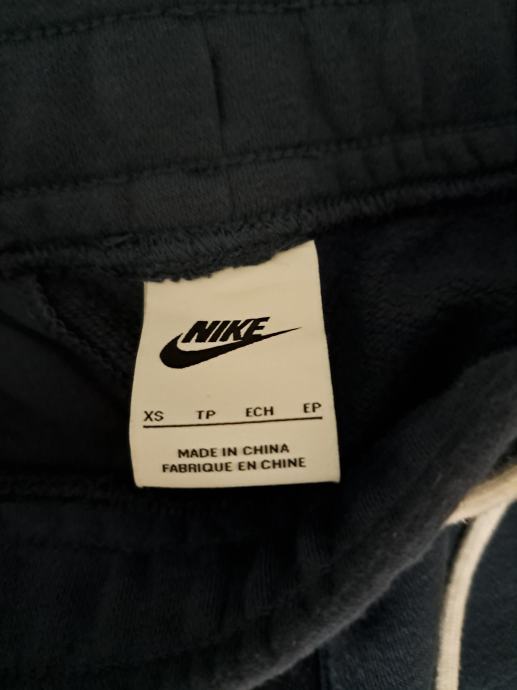 NIKE
XS TP ECH EP
MADE IN CHINA
FABRIQUE EN CHINE